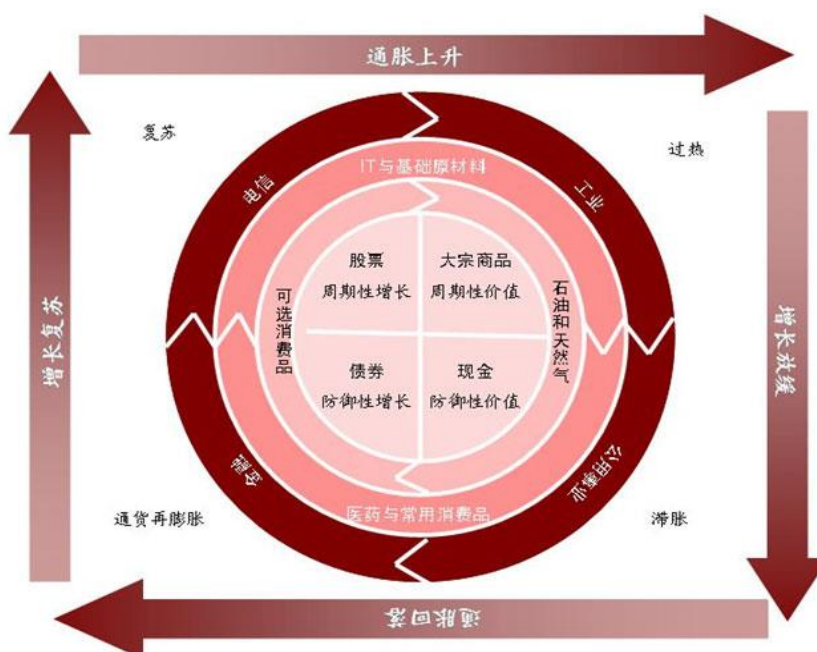 通胀上升
复苏
过热
电信
IT与基础原材料
工业
股票
周期性增长
大宗商品
周期性价值
可选消费品
石油和天然气
增长复苏
增长放缓
债券
防御性增长
现金
防御性价值
金融
公用事业
医药与常用消费品
通货再膨胀
滞胀
通胀回落